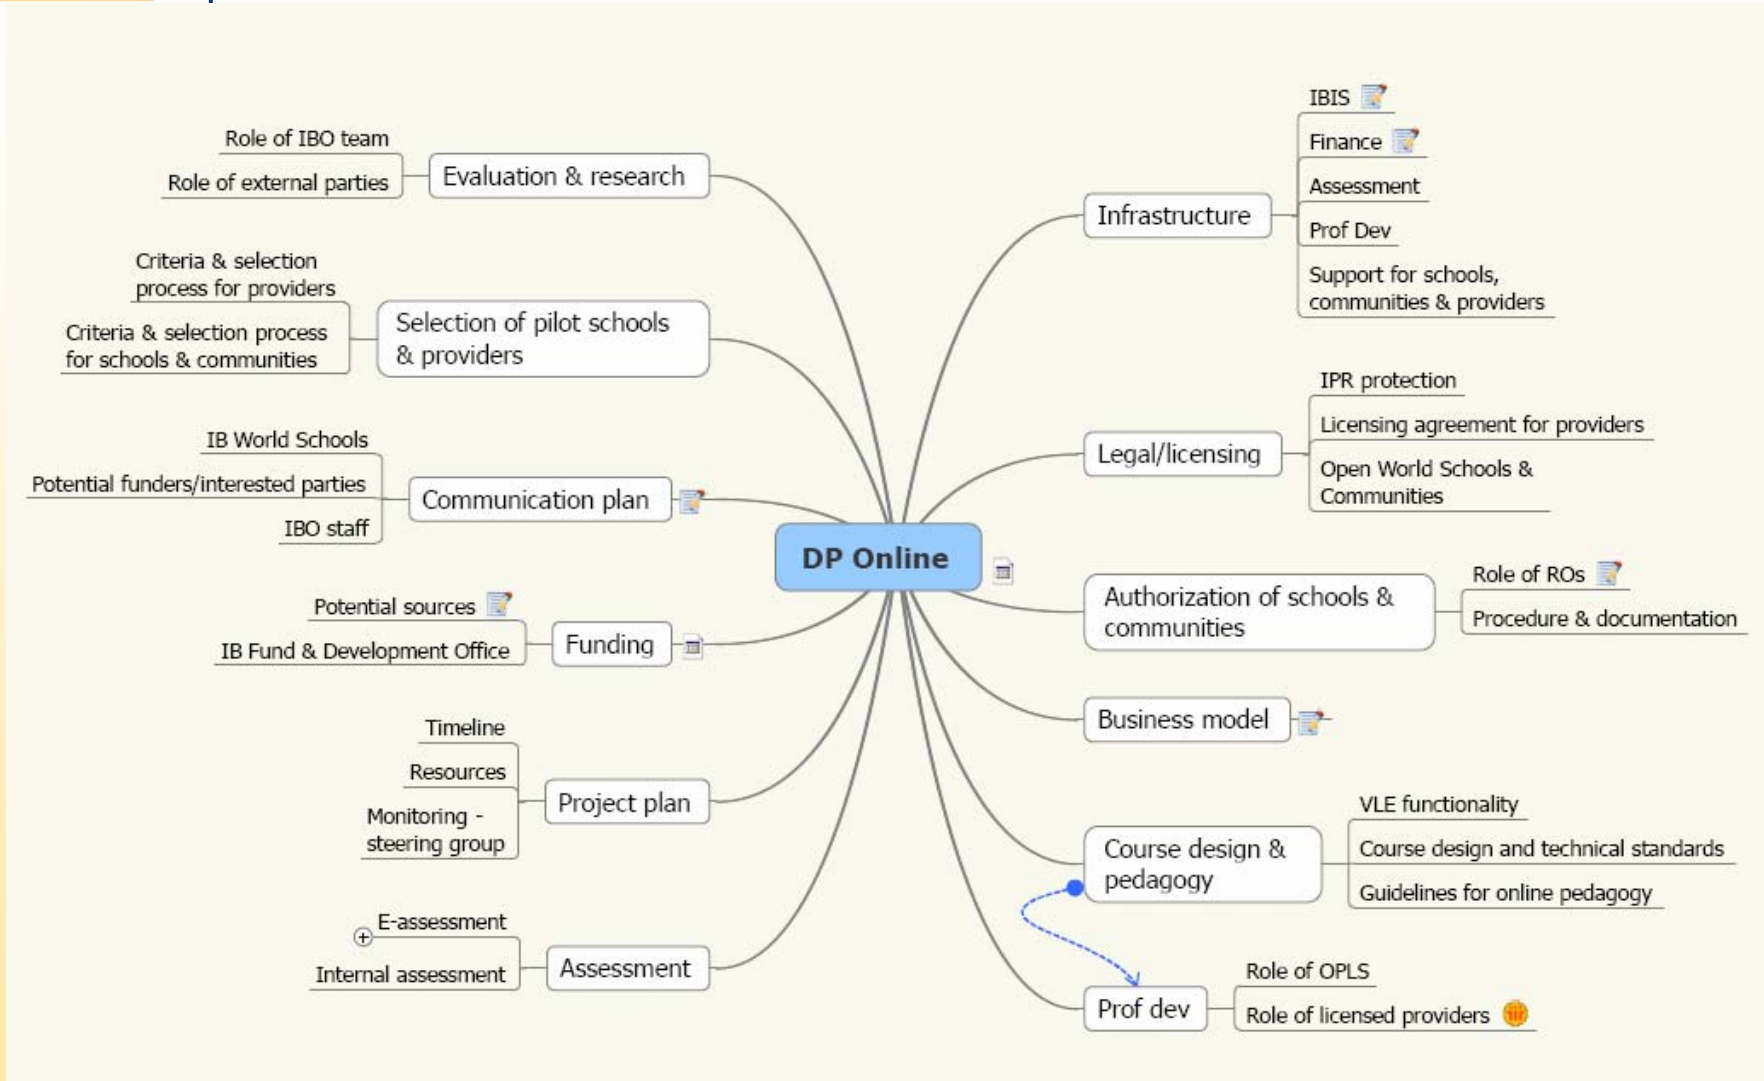 Role of IBO team
Role of external parties
Evaluation & research
Criteria & selection
process for providers
Criteria & selection process
for schools & communities
Selection of pilot schools
& providers
IB World Schools
Potential funders/interested parties
IBO staff
Communication plan
Potential sources
IB Fund & Development Office
Funding
Timeline
Resources
Monitoring -
steering group
Project plan
E-assessment
Internal assessment
Assessment
DP Online
Infrastructure
IBIS
Finance
Assessment
Prof Dev
Support for schools,
communities & providers
Legal/licensing
IPR protection
Licensing agreement for providers
Open World Schools &
Communities
Authorization of schools &
communities
Role of ROs
Procedure & documentation
Business model
Course design &
pedagogy
VLE functionality
Course design and technical standards
Guidelines for online pedagogy
Prof dev
Role of OPLS
Role of licensed providers